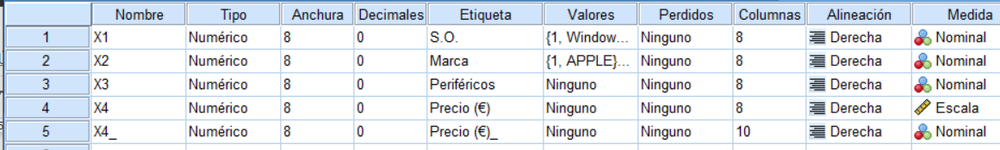 Nombre Tipo Anchura Decimales Etiqueta Valores Perdidos Columnas Alineación Medida
1 X1 Numérico 8 0 S.O. {1, Window... Ninguno 8 Derecha Nominal
2 X2 Numérico 8 0 Marca {1, APPLE}... Ninguno 8 Derecha Nominal
3 X3 Numérico 8 0 Periféricos Ninguno Ninguno 8 Derecha Nominal
4 X4 Numérico 8 0 Precio (€) Ninguno Ninguno 8 Derecha Escala
5 X4_ Numérico 8 0 Precio (€)_ Ninguno Ninguno 10 Derecha Nominal